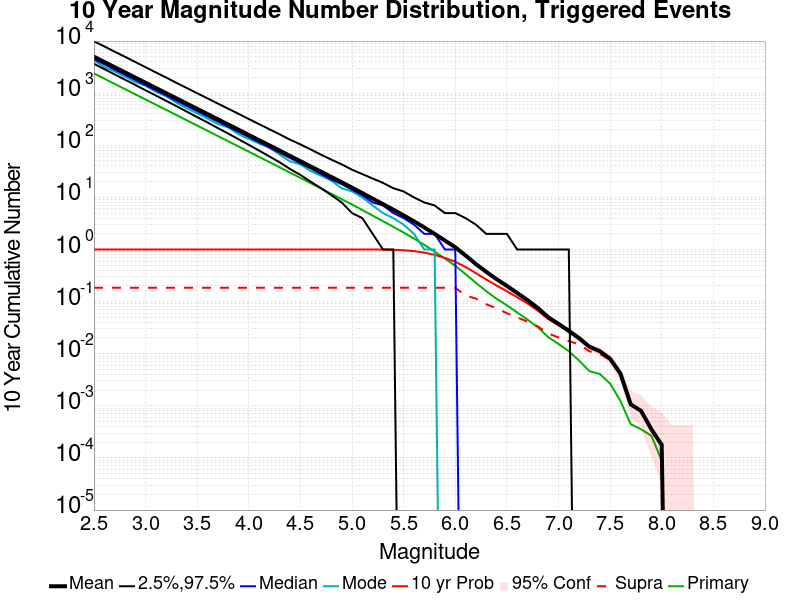 10 Year Magnitude Number Distribution, Triggered Events
10 Year Cumulative Number
10^4
10^3
10^2
10^1
10^0
10^-1
10^-2
10^-3
10^-4
10^-5
2.5 3.0 3.5 4.0 4.5 5.0 5.5 6.0 6.5 7.0 7.5 8.0 8.5 9.0
Magnitude
Mean 2.5%,97.5% Median Mode 10 yr Prob 95% Conf Supra Primary